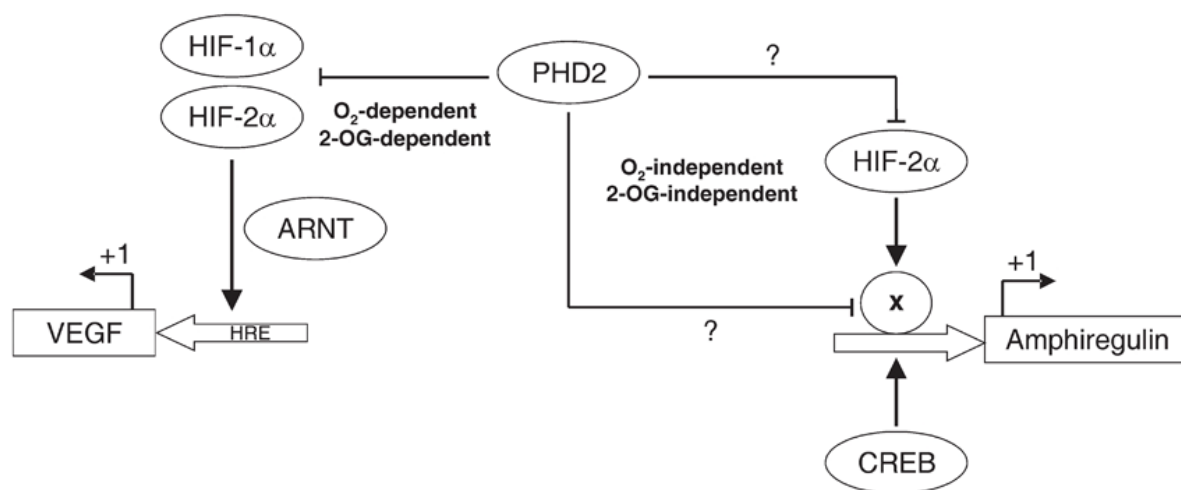 HIF-1α
HIF-2α
PHD2
?
O₂-dependent
2-OG-dependent
O₂-independent
2-OG-independent
HIF-2α
ARNT
+1
VEGF
HRE
?
x
+1
Amphiregulin
CREB